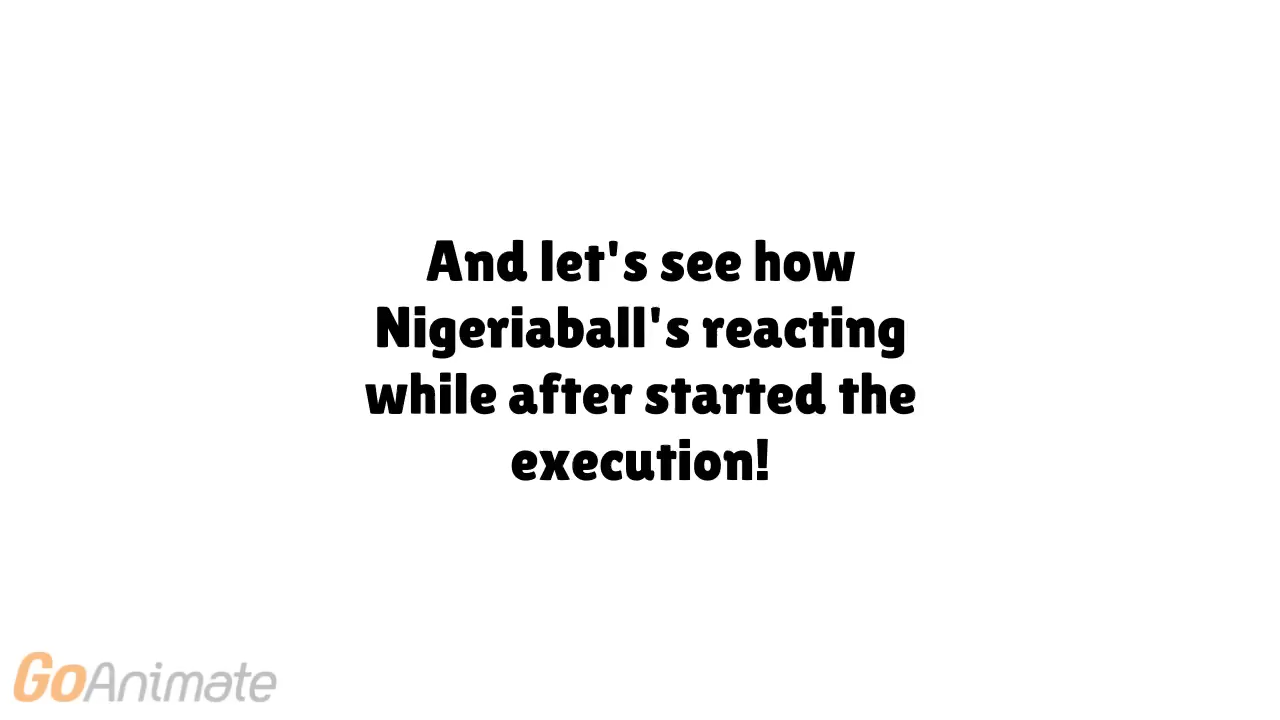 And let's see how
Nigeriaball's reacting
while after started the
execution!
GoAnimate